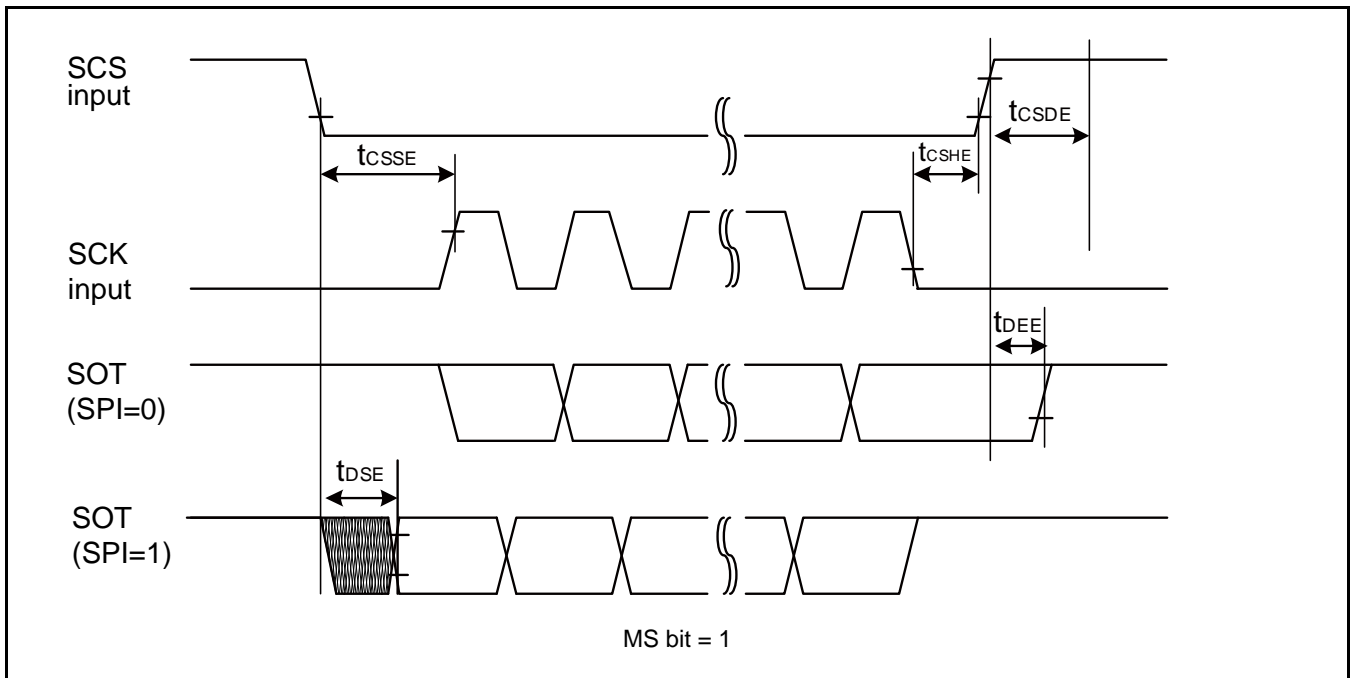 SCS
input
tCSDE
tCSSE
tCSHE
SCK
input
tDEE
SOT
(SPI=0)
tDSE
SOT
(SPI=1)
MS bit = 1